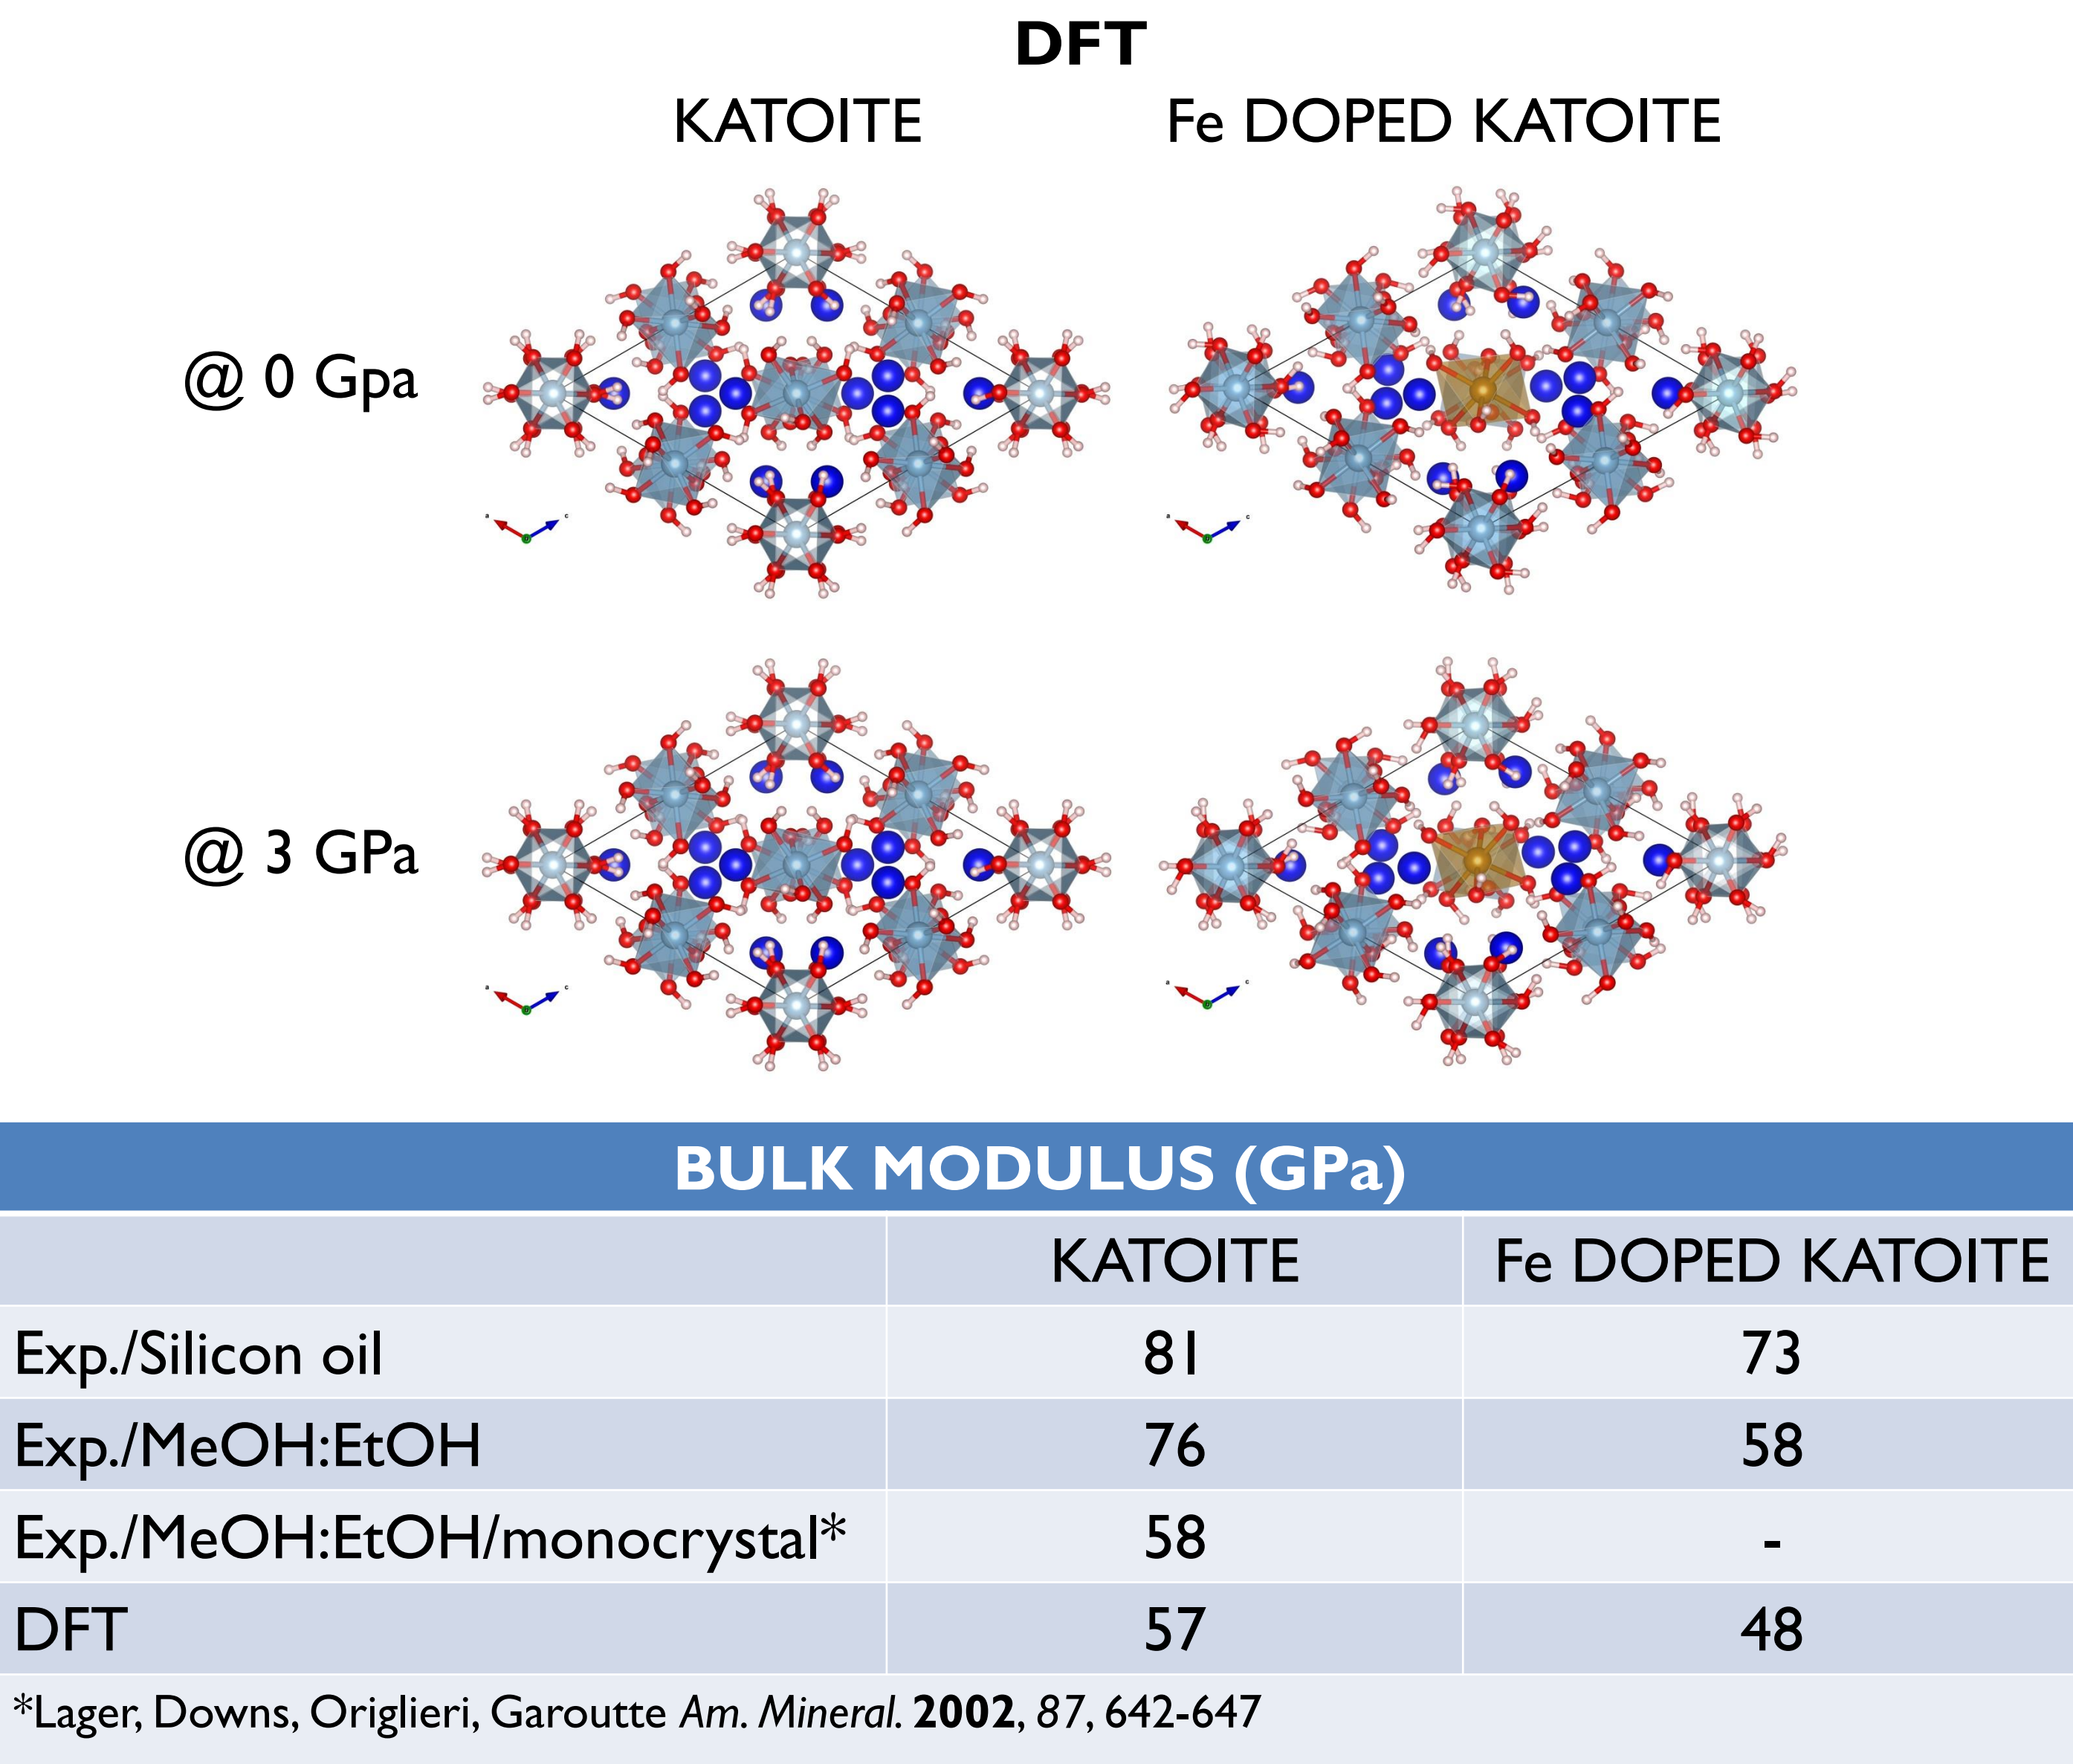 DFT
KATOITE
Fe DOPED KATOITE
@ 0 Gpa
a
c
a
c
@ 3 GPa
a
c
a
c
BULK MODULUS (GPa)
KATOITE
Fe DOPED KATOITE
Exp./Silicon oil 81 73
Exp./MeOH:EtOH 76 58
Exp./MeOH:EtOH/monocrystal* 58 -
DFT 57 48
*Lager, Downs, Origlieri, Garoutte Am. Mineral. 2002, 87, 642-647